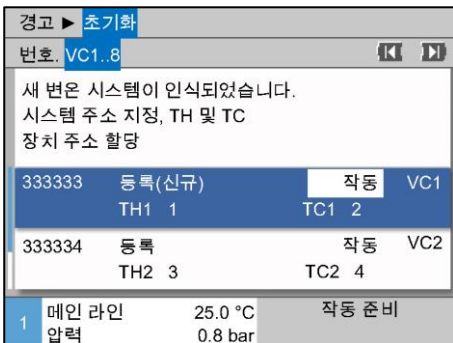 경고 ▶ 초기화
번호. VC1..8
새 변온 시스템이 인식되었습니다.
시스템 주소 지정, TH 및 TC
장치 주소 할당
333333 등록(신규) 작동 VC1
TH1 1 TC1 2
333334 등록 작동 VC2
TH2 3 TC2 4
1 메인 라인 25.0 °C 작동 준비
압력 0.8 bar